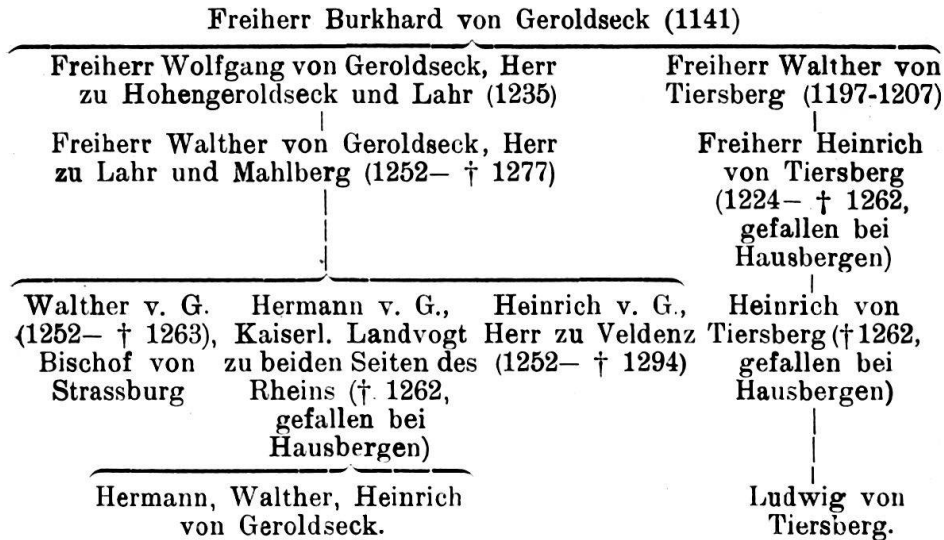 Freiherr Burkhard von Geroldseck (1141)
Freiherr Wolfgang von Geroldseck, Herr
zu Hohengeroldseck und Lahr (1235)
Freiherr Walther von
Tiersberg (1197-1207)
Freiherr Walther von Geroldseck, Herr
zu Lahr und Mahlberg (1252— † 1277)
Freiherr Heinrich
von Tiersberg
(1224— † 1262,
gefallen bei
Hausbergen)
Walther v. G.
(1252— † 1263),
Bischof von
Strassburg
Hermann v. G.,
Kaiserl. Landvogt
zu beiden Seiten des
Rheins († 1262,
gefallen bei
Hausbergen)
Heinrich v. G.,
Herr zu Veldenz
(1252— † 1294)
Heinrich von
Tiersberg († 1262,
gefallen bei
Hausbergen)
Hermann, Walther, Heinrich
von Geroldseck.
Ludwig von
Tiersberg.